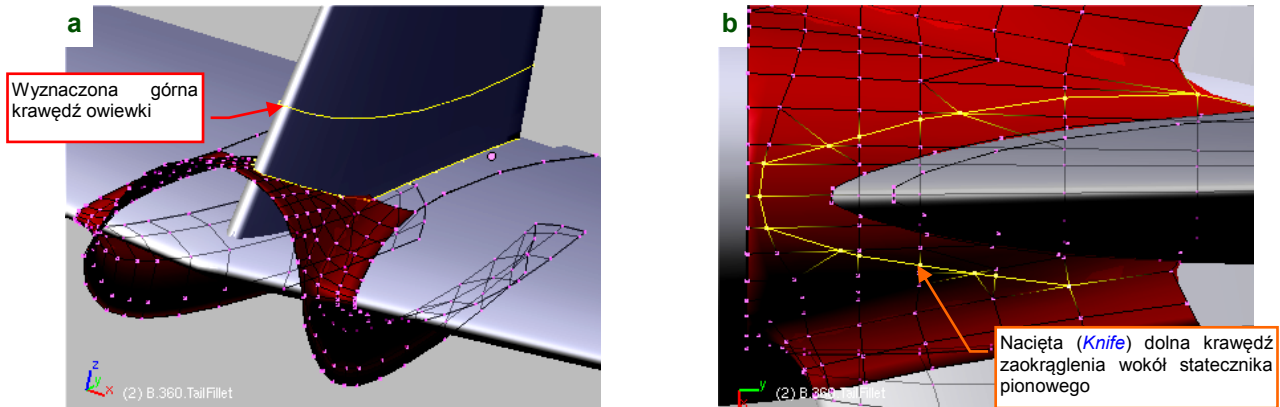 a
Wyznaczona górna
krawędź owiewki
z
y
x
(2) B.360.TailFillet
b
Nacięta (Knife) dolna krawędź
zaokrąglenia wokół statecznika
pionowego
y
x
(2) B.360.TailFillet